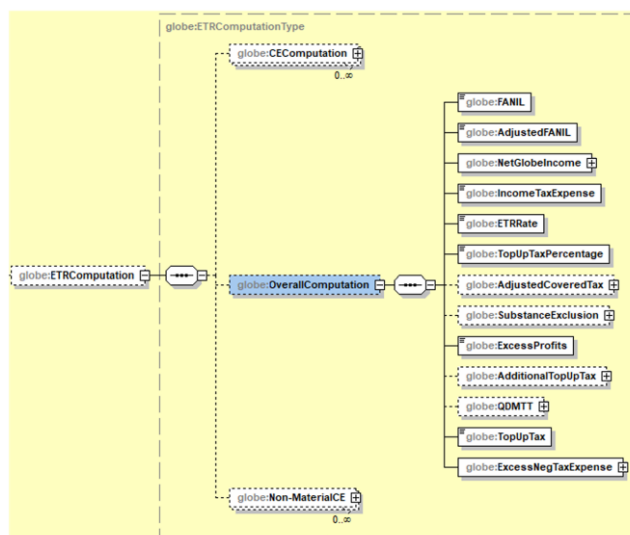 globe:ETRComputationType
globe:CEComputation
0..∞
globe:FANIL
globe:AdjustedFANIL
globe:NetGlobeIncome
globe:IncomeTaxExpense
globe:ETRRate
globe:TopUpTaxPercentage
globe:ETRComputation
globe:OverallComputation
globe:AdjustedCoveredTax
globe:SubstanceExclusion
globe:ExcessProfits
globe:AdditionalTopUpTax
globe:QDMTT
globe:TopUpTax
globe:ExcessNegTaxExpense
globe:Non-MaterialCE
0..∞